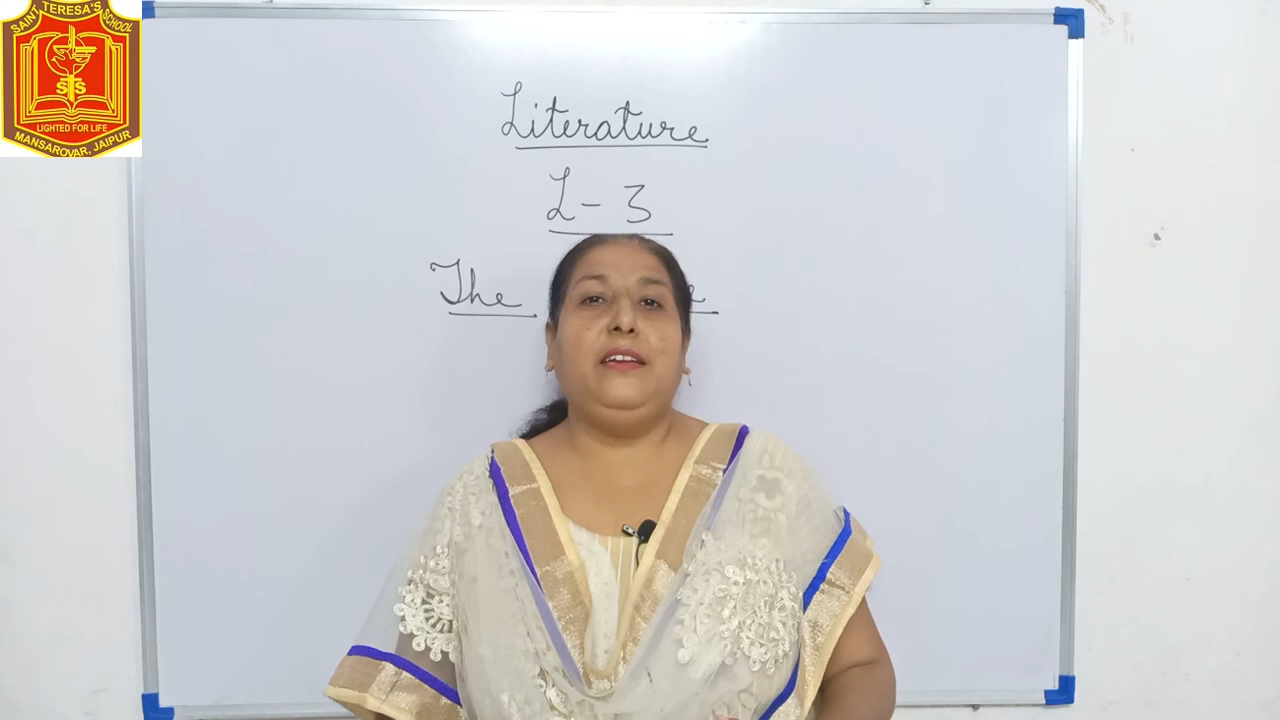 SAINT TERESA'S SCHOOL
STS
LIGHTED FOR LIFE
MANSAROVAR, JAIPUR
Literature
L - 3
The